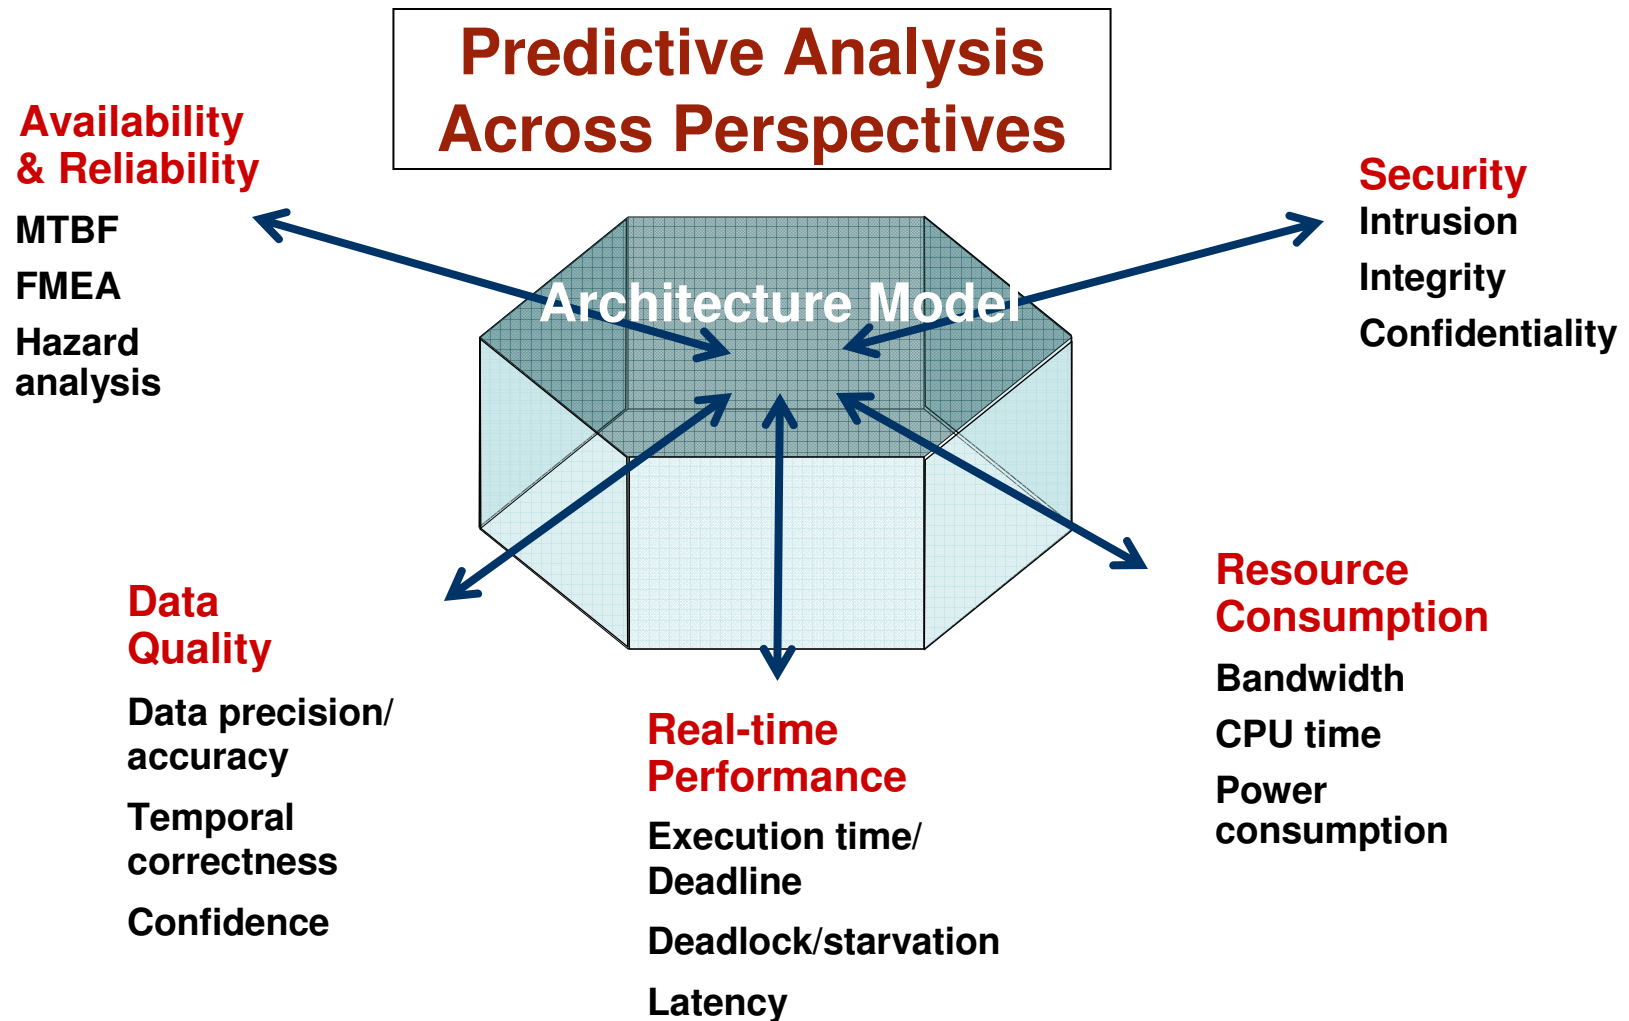 Predictive Analysis
Across Perspectives
Availability
& Reliability
MTBF
FMEA
Hazard
analysis
Security
Intrusion
Integrity
Confidentiality
Architecture Model
Data
Quality
Data precision/
accuracy
Temporal
correctness
Confidence
Real-time
Performance
Execution time/
Deadline
Deadlock/starvation
Latency
Resource
Consumption
Bandwidth
CPU time
Power
consumption